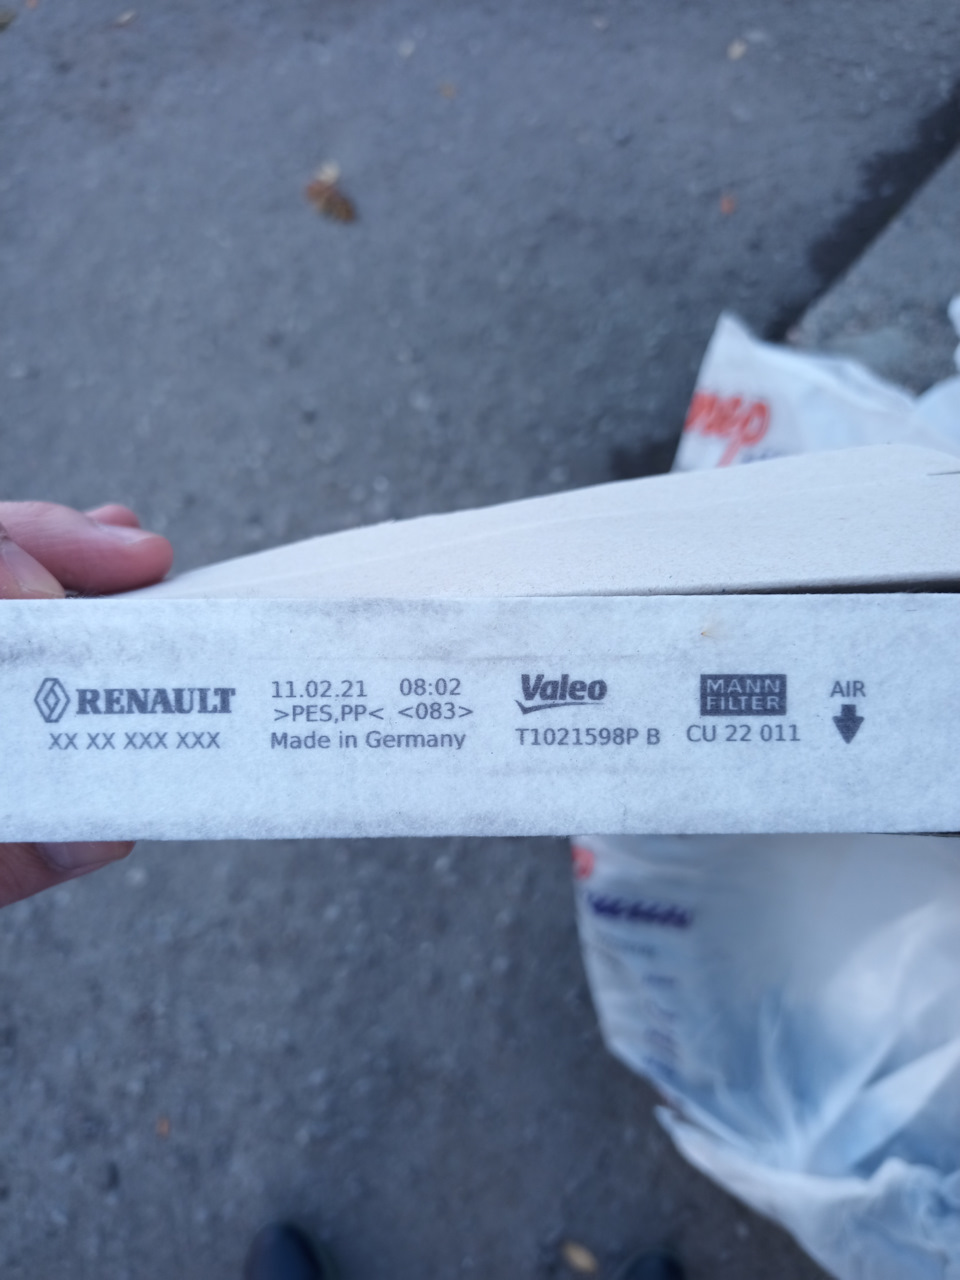 RENAULT
XX XX XXX XXX
11.02.21 08:02
>PES,PP< <083>
Made in Germany
Valeo
T1021598P B
MANN
FILTER
CU 22 011
AIR